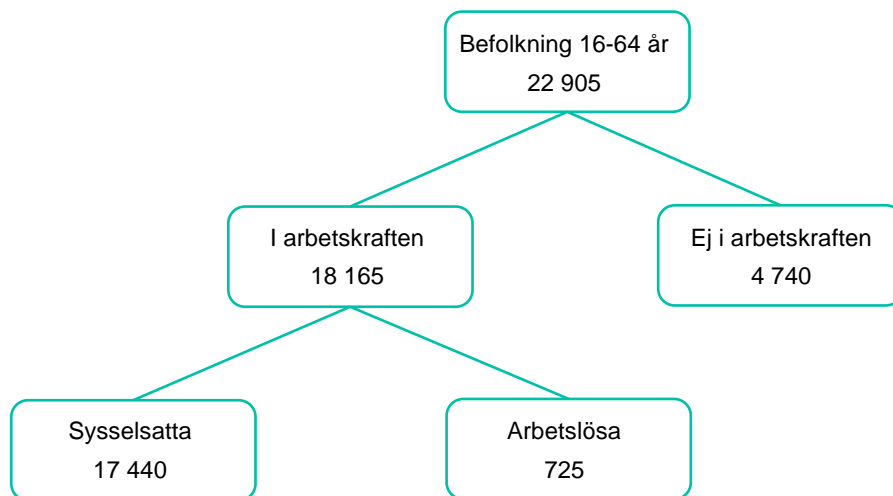 Befolkning 16-64 år
22 905
I arbetskraften
18 165
Ej i arbetskraften
4 740
Sysselsatta
17 440
Arbetslösa
725